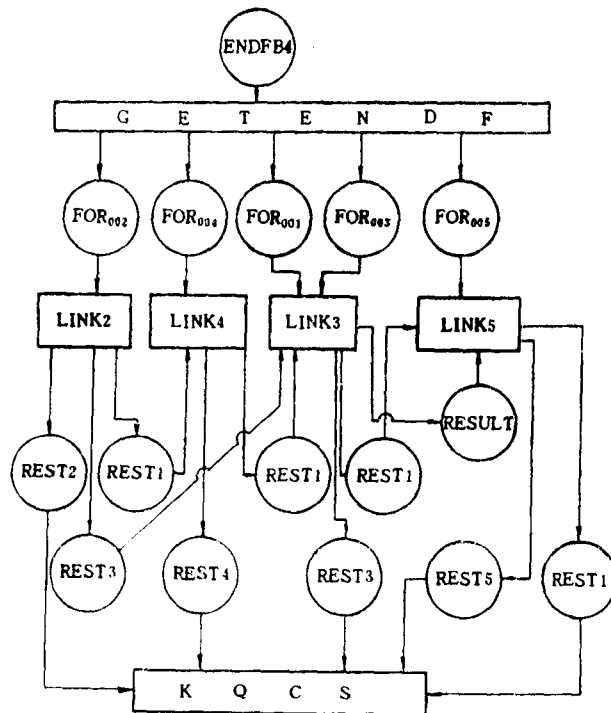 ENDFB4
G E T E N D F
FOR002 FOR004 FOR001 FOR003 FOR005
LINK2 LINK4 LINK3 LINK5
RESULT
REST2 REST1 REST1 REST1
REST3 REST4 REST3 REST5 REST1
K Q C S